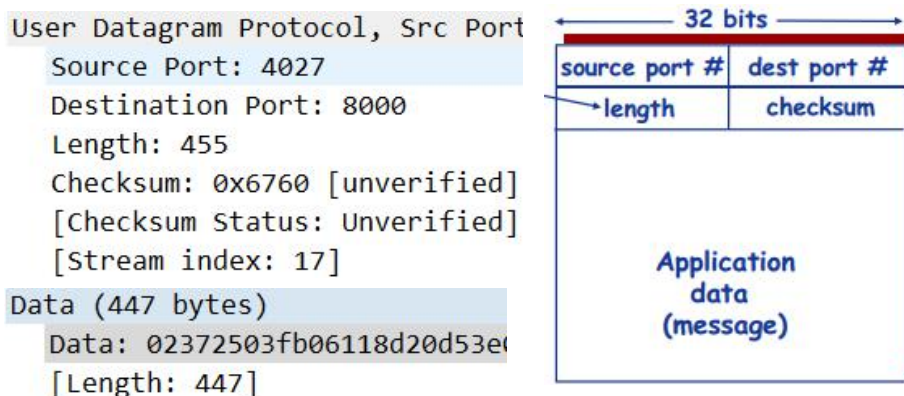 User Datagram Protocol, Src Port
Source Port: 4027
Destination Port: 8000
Length: 455
Checksum: 0x6760 [unverified]
[Checksum Status: Unverified]
[Stream index: 17]
Data (447 bytes)
Data: 02372503fb06118d20d53e
[Length: 447]
32 bits
source port # dest port #
length checksum
Application
data
(message)